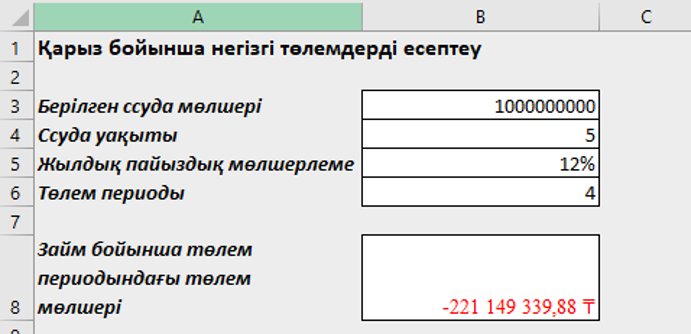 A B C
1 Қарыз бойынша негізгі төлемдерді есептеу
2
3 Берілген ссуда мөлшері 1000000000
4 Ссуда уақыты 5
5 Жылдық пайыздық мөлшерлеме 12%
6 Төлем периоды 4
7
Займ бойынша төлем
периодындағы төлем
8 мөлшері -221 149 339,88 ₸